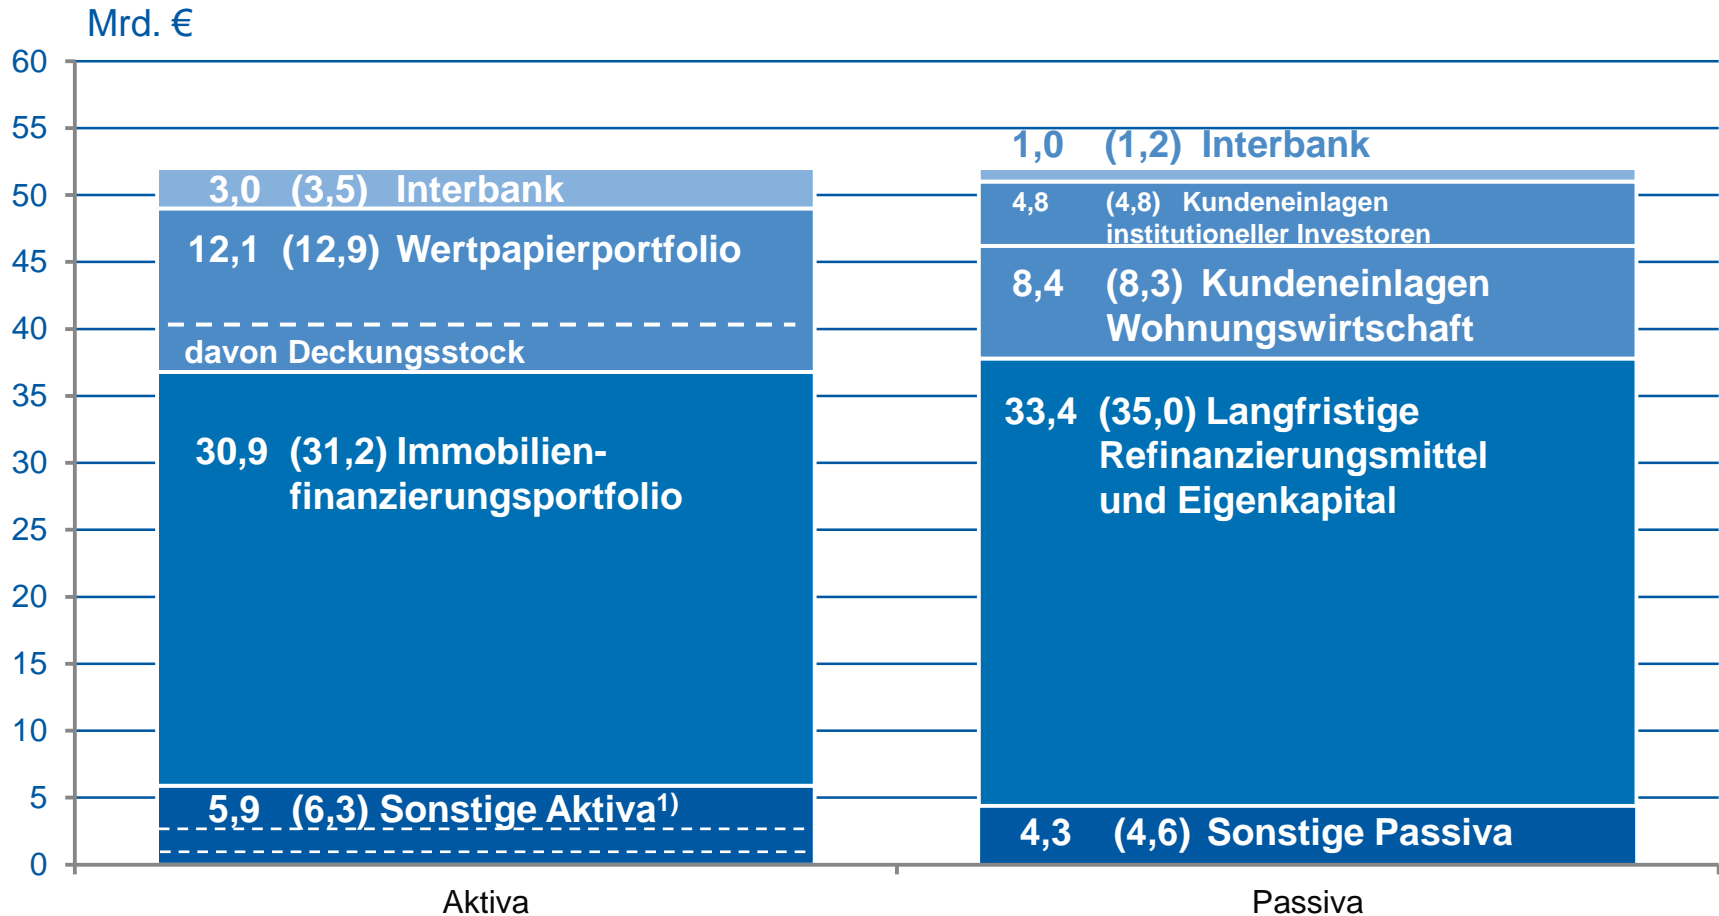 Mrd. €
60
55
50
45
40
35
30
25
20
15
10
5
0
3,0 (3,5) Interbank
12,1 (12,9) Wertpapierportfolio
davon Deckungsstock
30,9 (31,2) Immobilien-
finanzierungsportfolio
5,9 (6,3) Sonstige Aktiva¹⁾
Aktiva
1,0 (1,2) Interbank
4,8 (4,8) Kundeneinlagen
institutioneller Investoren
8,4 (8,3) Kundeneinlagen
Wohnungswirtschaft
33,4 (35,0) Langfristige
Refinanzierungsmittel
und Eigenkapital
4,3 (4,6) Sonstige Passiva
Passiva